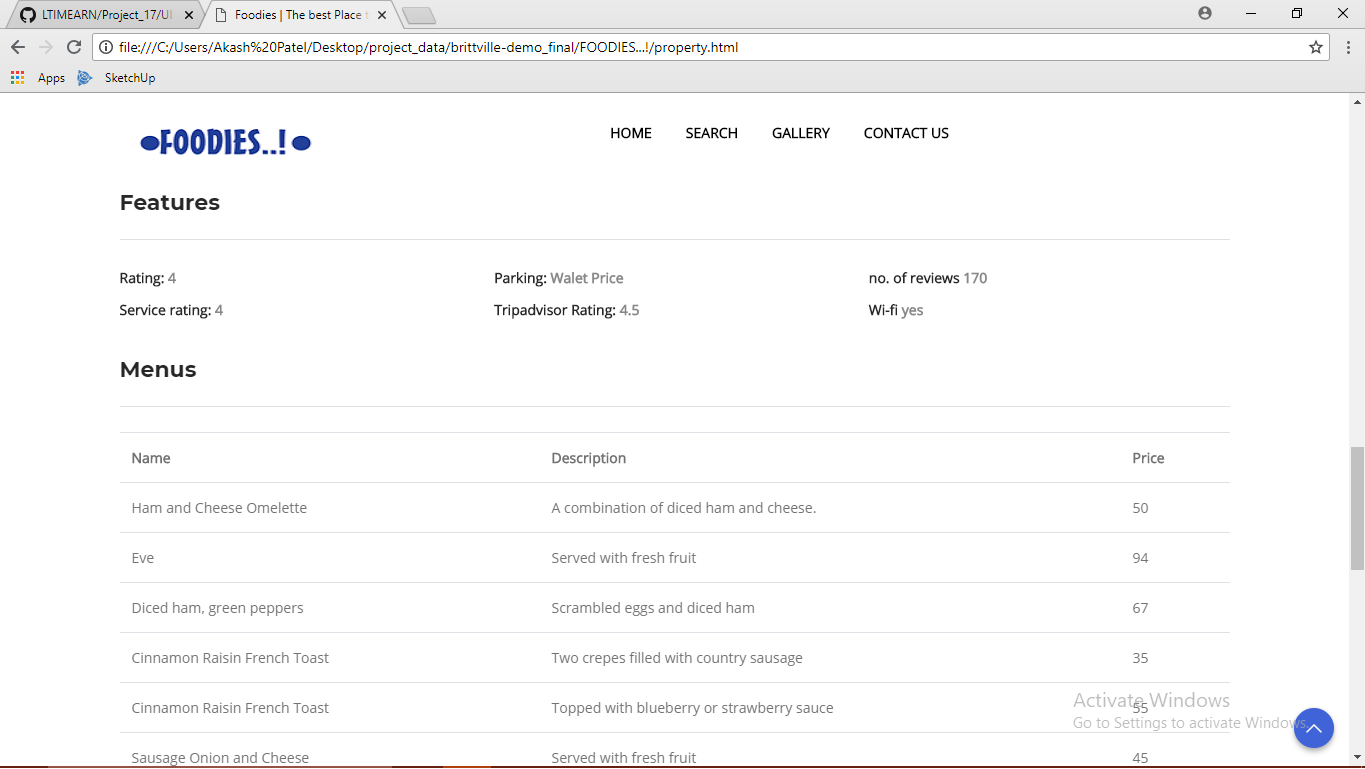 LTIMEARN/Project_17/UI
Foodies | The best Place t
file:///C:/Users/Akash%20Patel/Desktop/project_data/brittville-demo_final/FOODIES...!/property.html
Apps SketchUp
FOODIES..! HOME SEARCH GALLERY CONTACT US
Features
Rating: 4 Parking: Walet Price no. of reviews 170
Service rating: 4 Tripadvisor Rating: 4.5 Wi-fi yes
Menus
Name Description Price
Ham and Cheese Omelette A combination of diced ham and cheese. 50
Eve Served with fresh fruit 94
Diced ham, green peppers Scrambled eggs and diced ham 67
Cinnamon Raisin French Toast Two crepes filled with country sausage 35
Cinnamon Raisin French Toast Topped with blueberry or strawberry sauce 55
Activate Windows
Go to Settings to activate Windows.
Sausage Onion and Cheese Served with fresh fruit 45